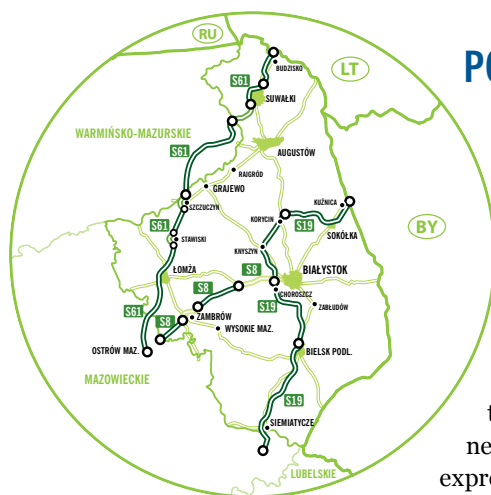 RU
LT
PO
BUDZISKO
S61
SUWAŁKI
WARMIŃSKO-MAZURSKIE
S61
AUGUSTÓW
RAJGRÓD
GRAJEWO
SZCZUCZYN
KUŹNICA
KORYCIN
S19
SOKÓŁKA
S61
STAWISKI
KNYSZYN
BY
ŁOMŻA
S8
BIAŁYSTOK
CHOROSZCZ
S8
S19
ZABŁUDÓW
S61
S8
ZAMBRÓW
WYSOKIE MAZ.
OSTRÓW MAZ.
BIELSK PODL.
MAZOWIECKIE
S19
SIEMIATYCZE
t
ne
LUBELSKIE
expre